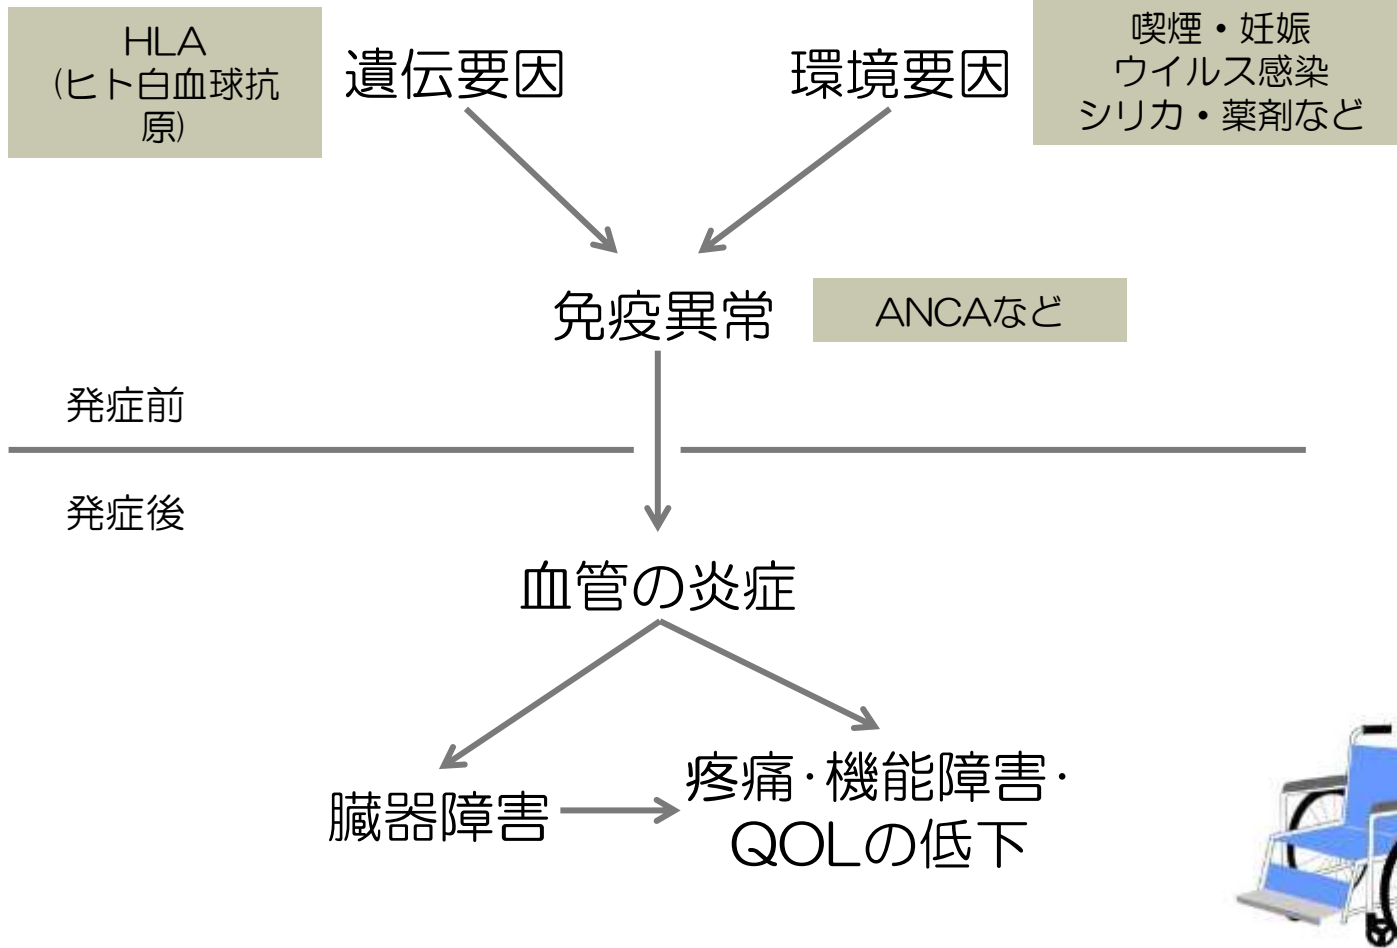 HLA
(ヒト白血球抗
原)
遺伝要因
環境要因
喫煙・妊娠
ウイルス感染
シリカ・薬剤など
免疫異常
ANCAなど
発症前
発症後
血管の炎症
臓器障害
疼痛・機能障害・
QOLの低下